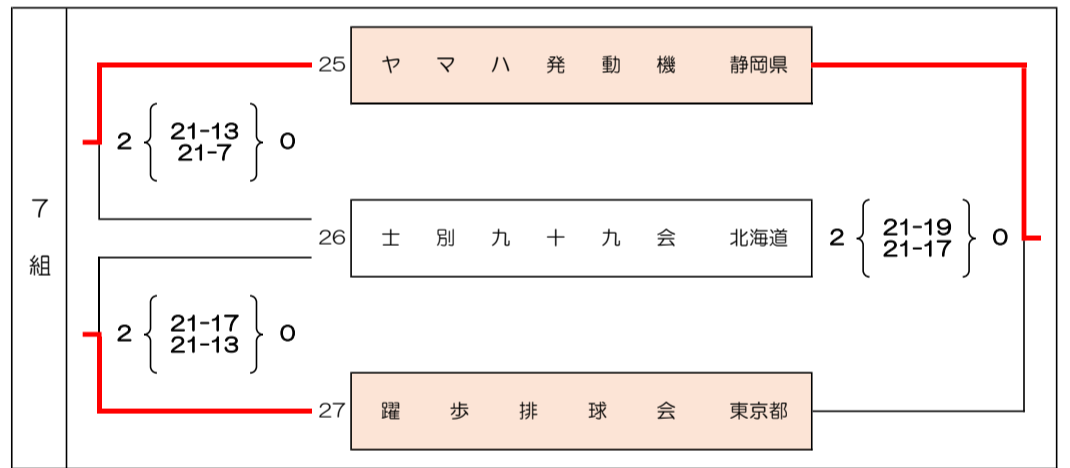 7組
25 ヤマハ発動機 静岡県
2 { 21-13 } 0
21-7
26 士別九十九会 北海道
2 { 21-19 } 0
21-17
2 { 21-17 } 0
21-13
27 躍歩排球会 東京都